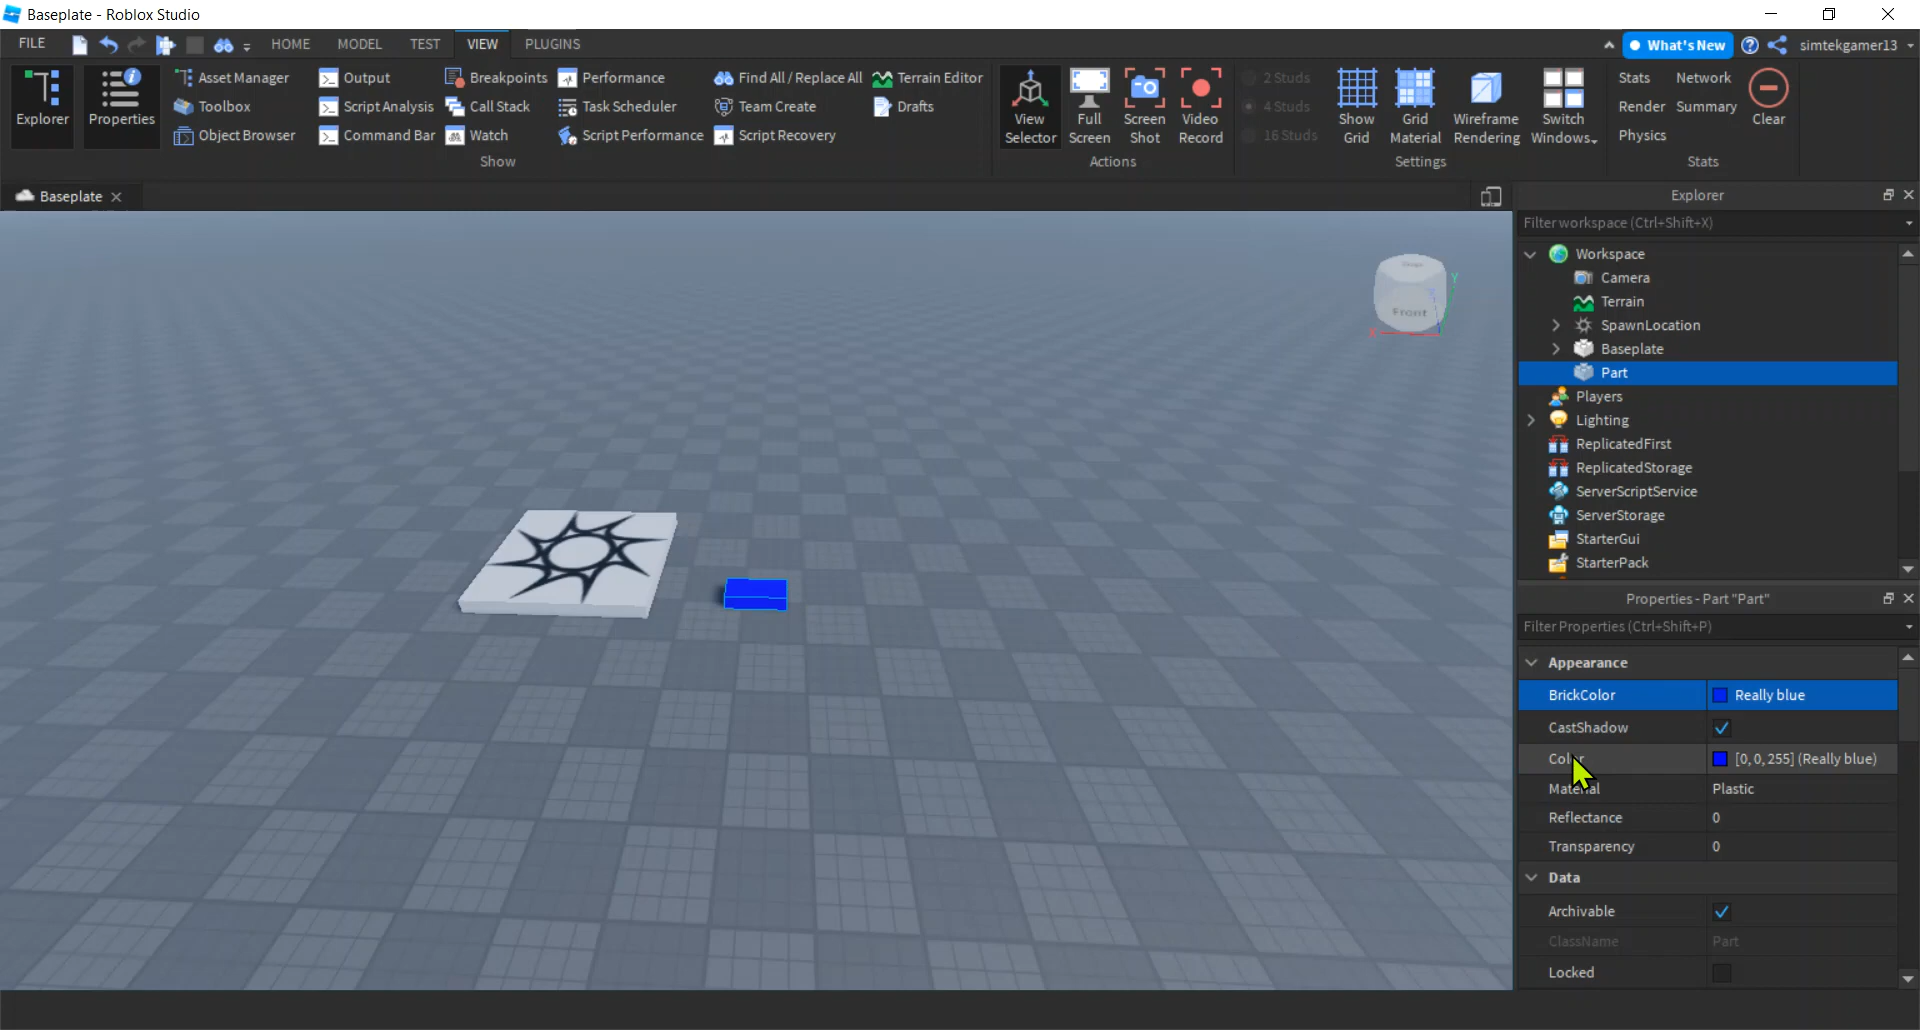 Baseplate - Roblox Studio
FILE HOME MODEL TEST VIEW PLUGINS What's New simtekgamer13
Explorer
Properties
Asset Manager
Toolbox
Object Browser
Output
Script Analysis
Command Bar
Breakpoints
Call Stack
Watch
Performance
Task Scheduler
Script Performance
Find All / Replace All
Team Create
Script Recovery
Terrain Editor
Drafts
Show
View
Selector
Full
Screen
Screen
Shot
Video
Record
Actions
2 Studs
4 Studs
16 Studs
Show
Grid
Grid
Material
Wireframe
Rendering
Switch
Windows
Settings
Stats Network
Render Summary
Physics
Clear
Stats
Baseplate
Front
X
Y
Explorer
Filter workspace (Ctrl+Shift+X)
Workspace
Camera
Terrain
SpawnLocation
Baseplate
Part
Players
Lighting
ReplicatedFirst
ReplicatedStorage
ServerScriptService
ServerStorage
StarterGui
StarterPack
Properties - Part "Part"
Filter Properties (Ctrl+Shift+P)
Appearance
BrickColor Really blue
CastShadow
Color [0, 0, 255] (Really blue)
Material Plastic
Reflectance 0
Transparency 0
Data
Archivable
ClassName Part
Locked